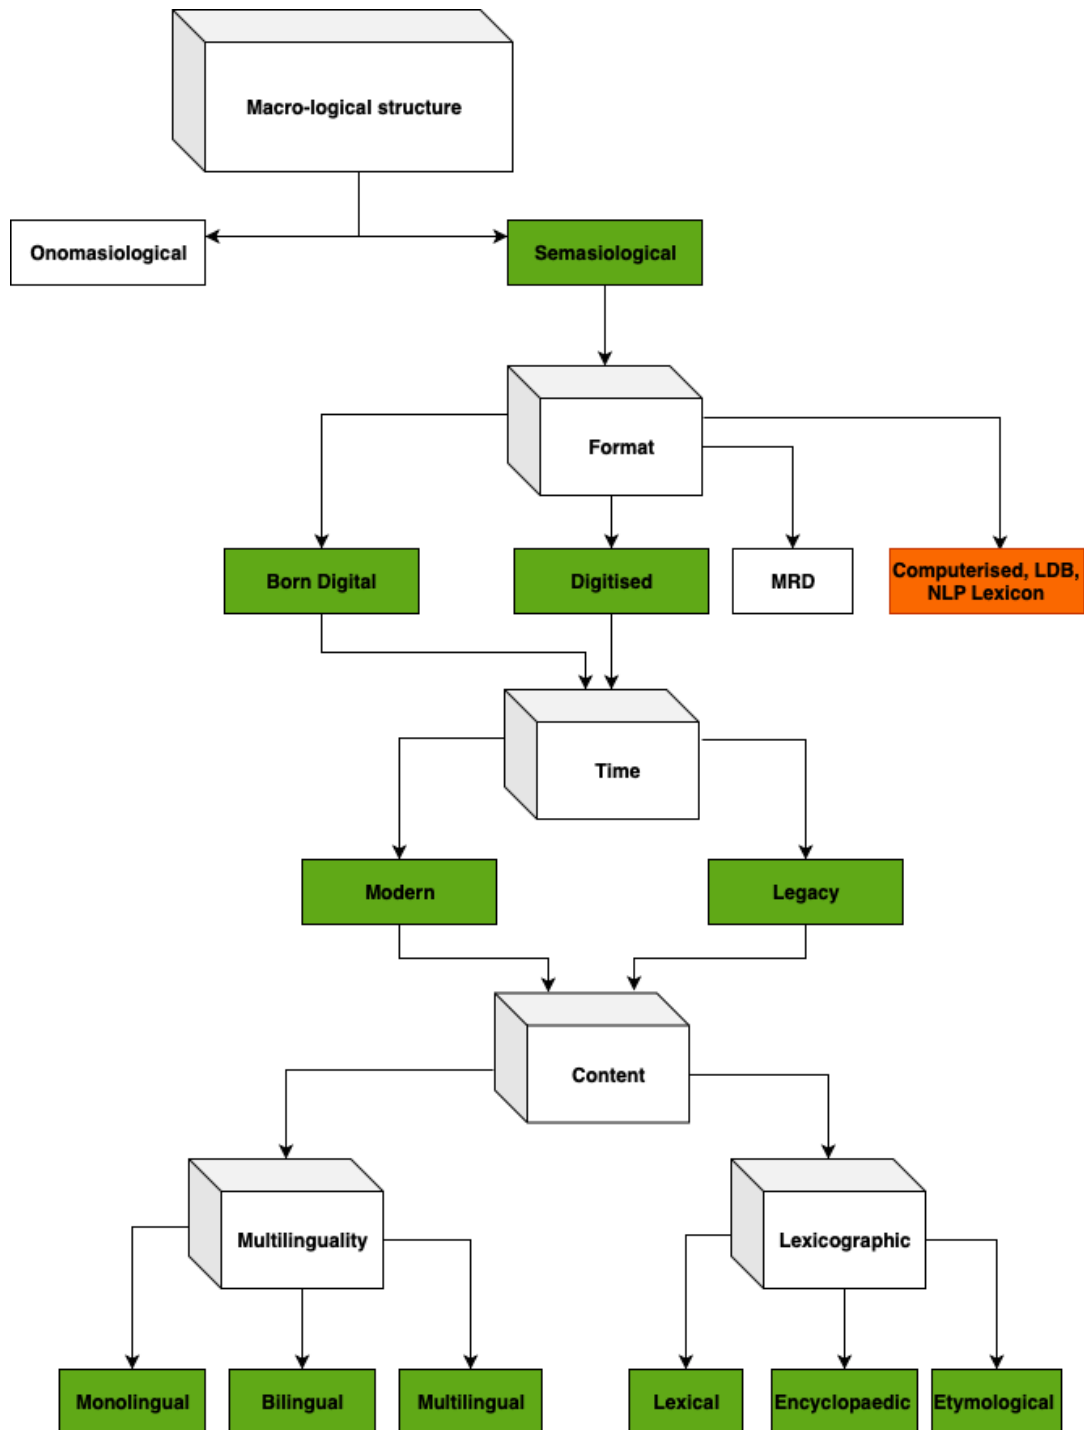 Macro-logical structure
Onomasiological
Semasiological
Format
Born Digital
Digitised
MRD
Computerised, LDB,
NLP Lexicon
Time
Modern
Legacy
Content
Multilinguality
Lexicographic
Monolingual
Bilingual
Multilingual
Lexical
Encyclopaedic
Etymological